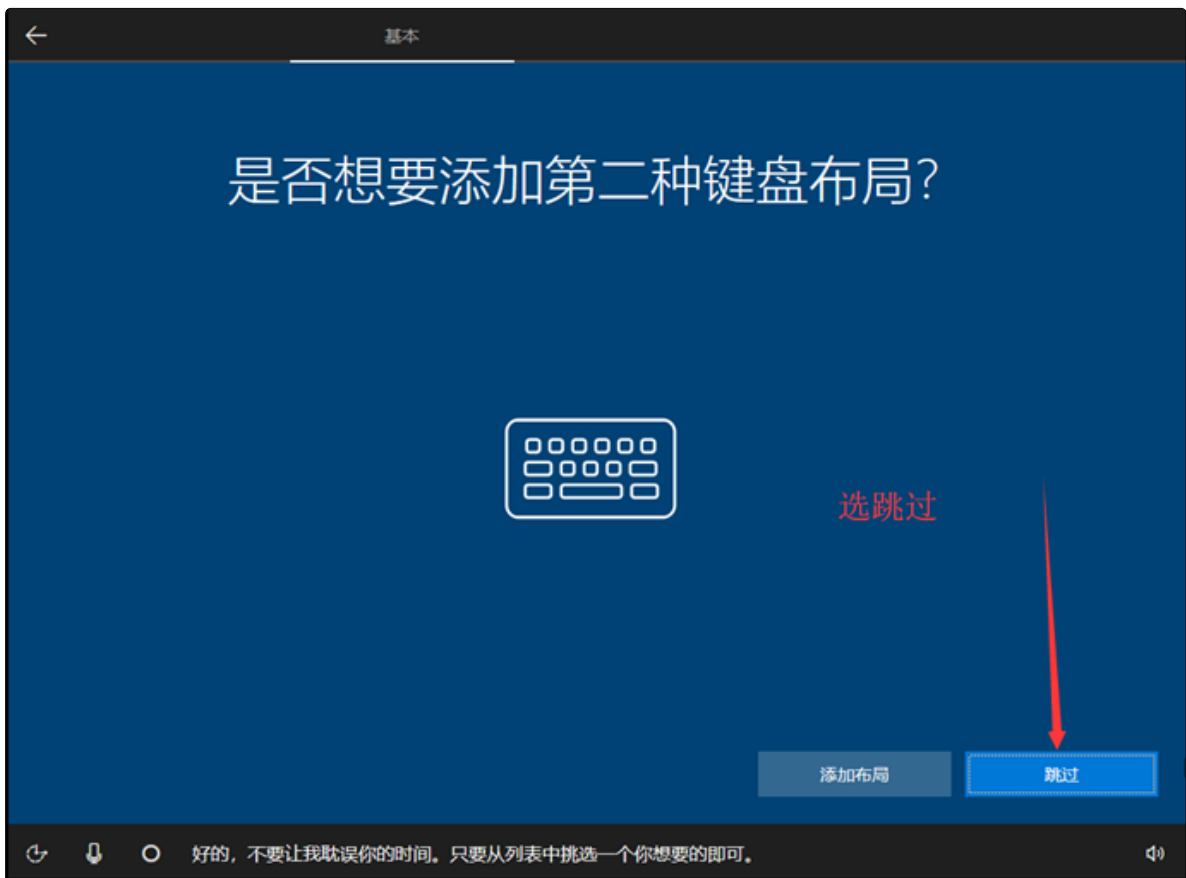 基本
是否想要添加第二种键盘布局?
选跳过
添加布局
跳过
好的，不要让我耽误你的时间。只要从列表中挑选一个你想要的即可。